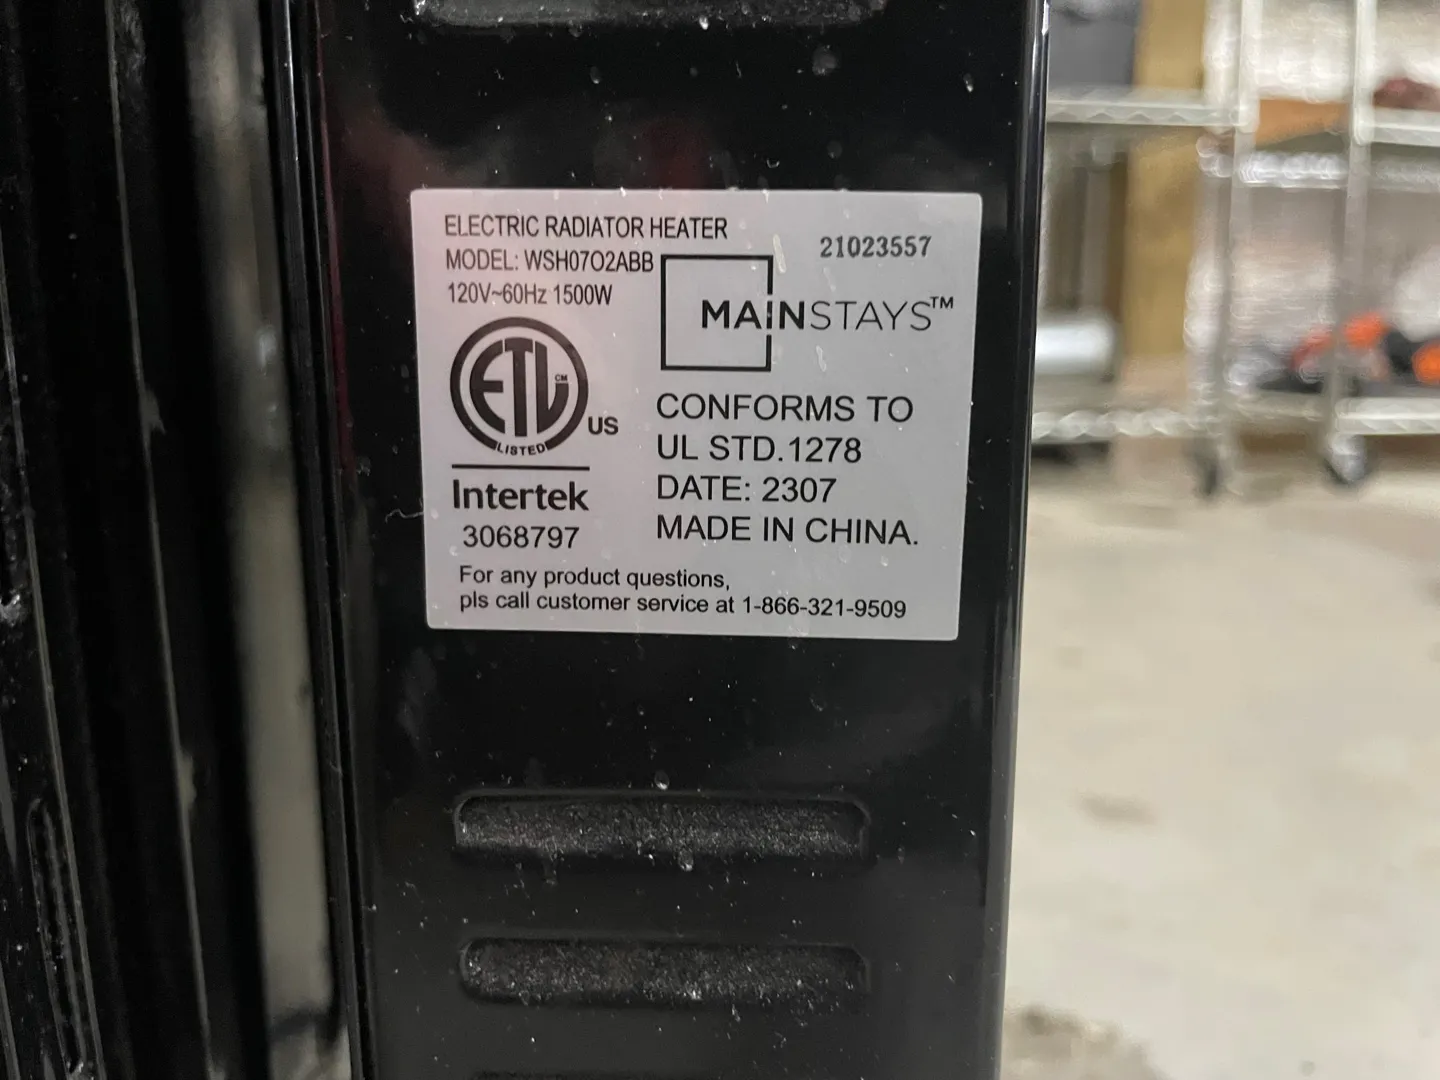 ELECTRIC RADIATOR HEATER
MODEL: WSH07O2ABB
120V~60Hz 1500W
21023557
MAINSTAYS™
ETL CM
LISTED
US
Intertek
3068797
CONFORMS TO
UL STD.1278
DATE: 2307
MADE IN CHINA.
For any product questions,
pls call customer service at 1-866-321-9509